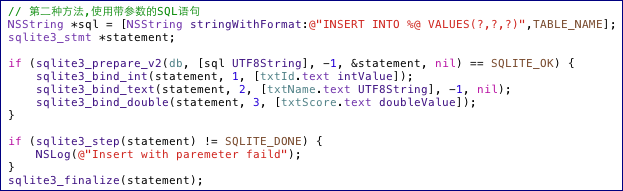 // 第二种方法,使用带参数的SQL语句
NSString *sql = [NSString stringWithFormat:@"INSERT INTO %@ VALUES(?,?,?)",TABLE_NAME];
sqlite3_stmt *statement;
if (sqlite3_prepare_v2(db, [sql UTF8String], -1, &statement, nil) == SQLITE_OK) {
sqlite3_bind_int(statement, 1, [txtId.text intValue]);
sqlite3_bind_text(statement, 2, [txtName.text UTF8String], -1, nil);
sqlite3_bind_double(statement, 3, [txtScore.text doubleValue]);
}
if (sqlite3_step(statement) != SQLITE_DONE) {
NSLog(@"Insert with paremeter faild");
}
sqlite3_finalize(statement);